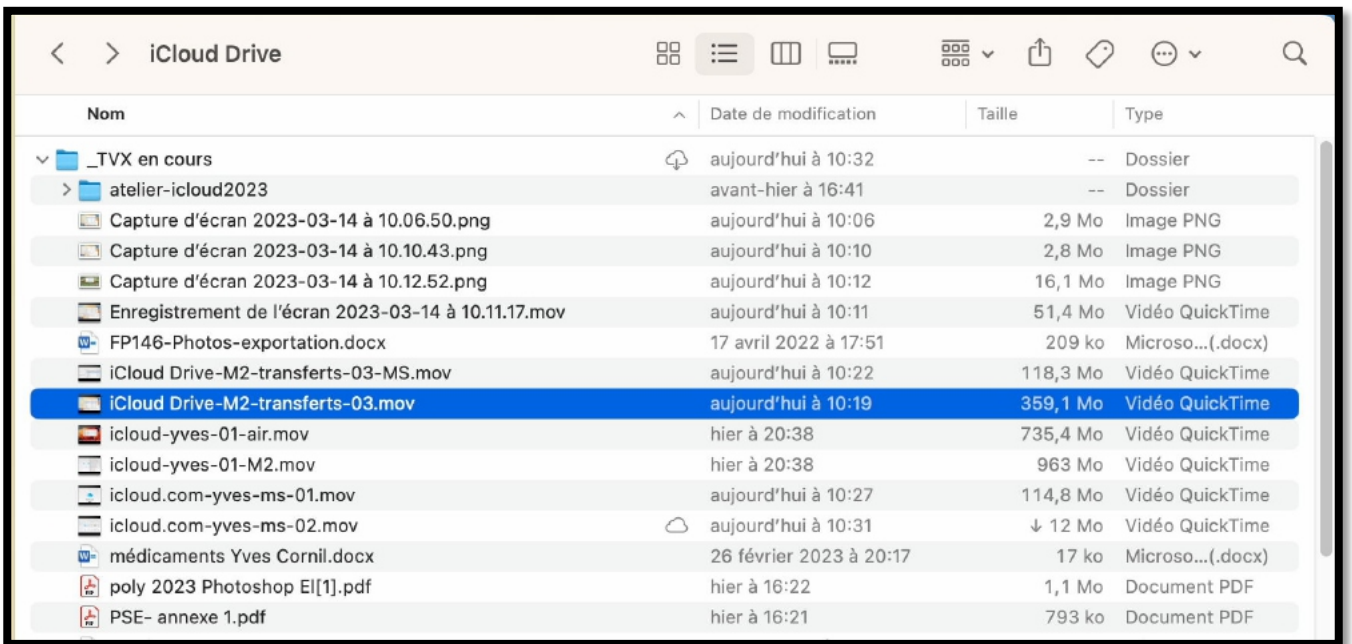 iCloud Drive
Nom Date de modification Taille Type
_TVX en cours aujourd'hui à 10:32 -- Dossier
atelier-icloud2023 avant-hier à 16:41 -- Dossier
Capture d'écran 2023-03-14 à 10.06.50.png aujourd'hui à 10:06 2,9 Mo Image PNG
Capture d'écran 2023-03-14 à 10.10.43.png aujourd'hui à 10:10 2,8 Mo Image PNG
Capture d'écran 2023-03-14 à 10.12.52.png aujourd'hui à 10:12 16,1 Mo Image PNG
Enregistrement de l'écran 2023-03-14 à 10.11.17.mov aujourd'hui à 10:11 51,4 Mo Vidéo QuickTime
FP146-Photos-exportation.docx 17 avril 2022 à 17:51 209 ko Microso...(.docx)
iCloud Drive-M2-transferts-03-MS.mov aujourd'hui à 10:22 118,3 Mo Vidéo QuickTime
iCloud Drive-M2-transferts-03.mov aujourd'hui à 10:19 359,1 Mo Vidéo QuickTime
icloud-yves-01-air.mov hier à 20:38 735,4 Mo Vidéo QuickTime
icloud-yves-01-M2.mov hier à 20:38 963 Mo Vidéo QuickTime
icloud.com-yves-ms-01.mov aujourd'hui à 10:27 114,8 Mo Vidéo QuickTime
icloud.com-yves-ms-02.mov aujourd'hui à 10:31 ↓ 12 Mo Vidéo QuickTime
médicaments Yves Cornil.docx 26 février 2023 à 20:17 17 ko Microso...(.docx)
poly 2023 Photoshop El[1].pdf hier à 16:22 1,1 Mo Document PDF
PSE- annexe 1.pdf hier à 16:21 793 ko Document PDF